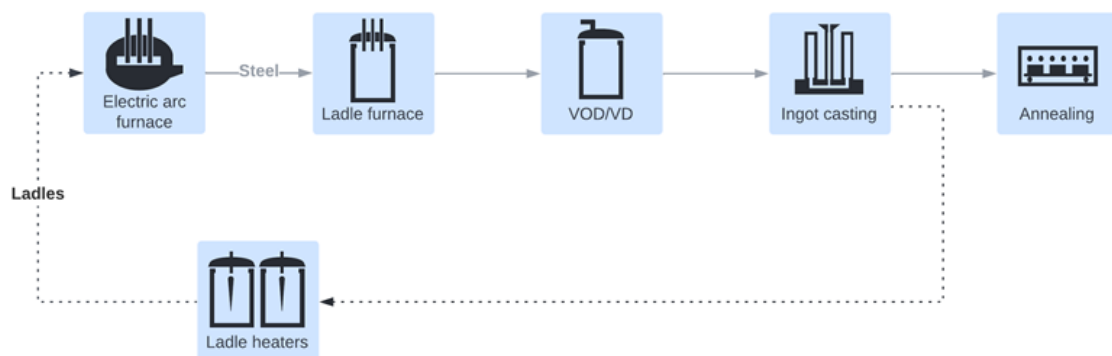 Electric arc
furnace
Steel
Ladle furnace
VOD/VD
Ingot casting
Annealing
Ladles
Ladle heaters